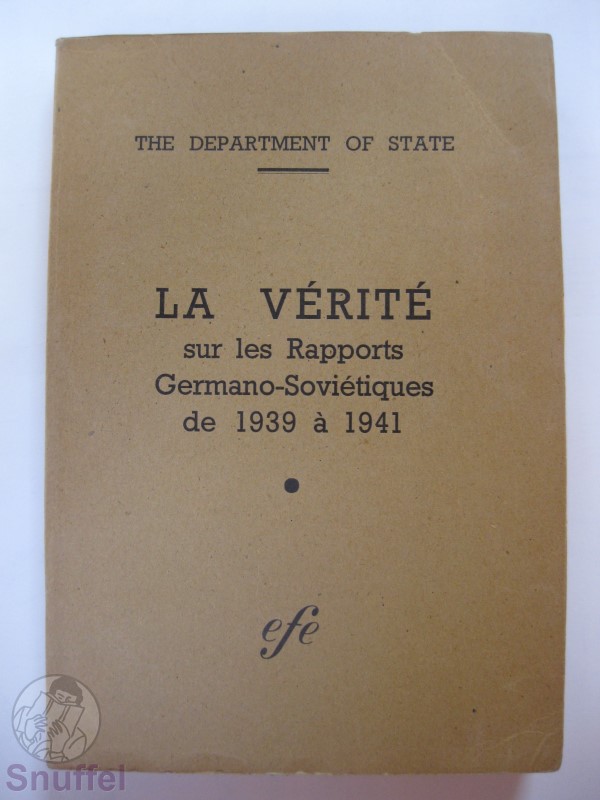 THE DEPARTMENT OF STATE
LA VÉRITÉ
sur les Rapports
Germano-Soviétiques
de 1939 à 1941
efe
Snuffel